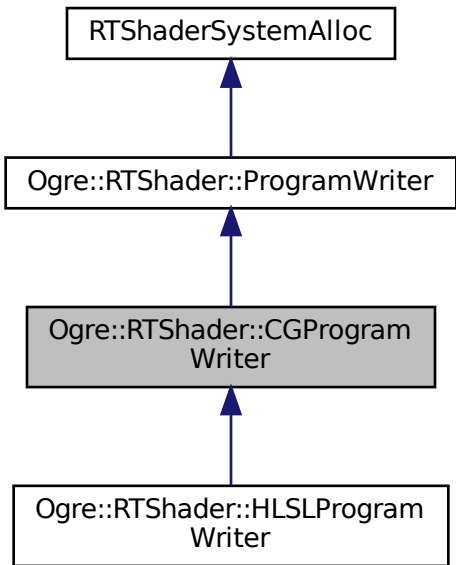 RTShaderSystemAlloc
Ogre::RTShader::ProgramWriter
Ogre::RTShader::CGProgram
Writer
Ogre::RTShader::HLSLProgram
Writer